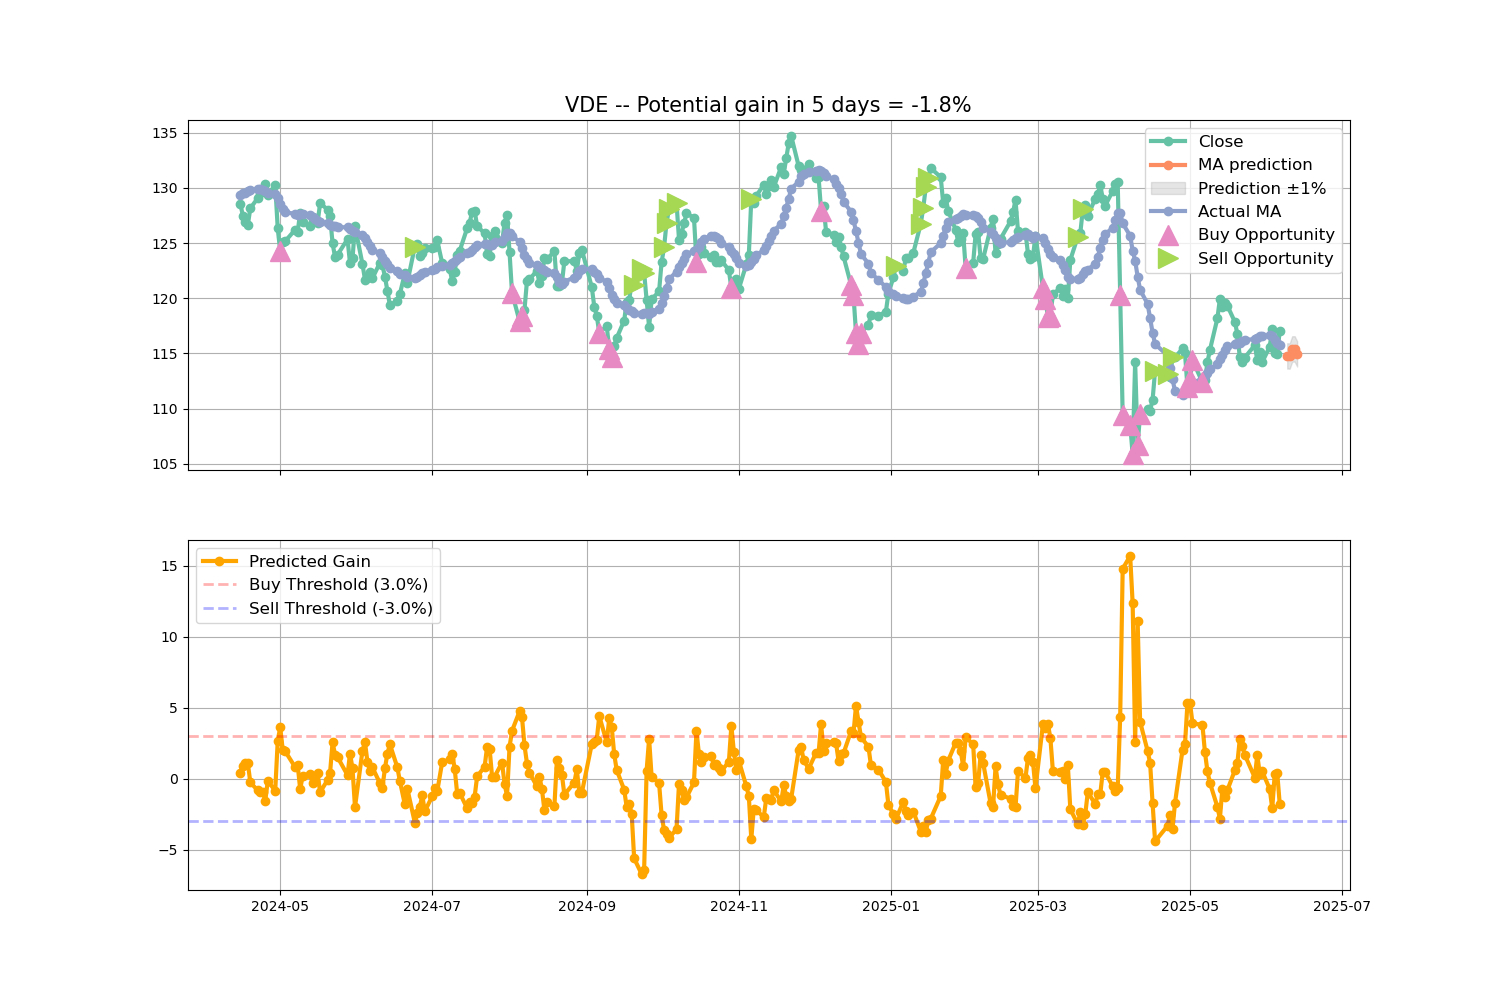 VDE -- Potential gain in 5 days = -1.8%
135
130
125
120
115
110
105
Close
MA prediction
Prediction ±1%
Actual MA
Buy Opportunity
Sell Opportunity
15
10
5
0
−5
Predicted Gain
Buy Threshold (3.0%)
Sell Threshold (-3.0%)
2024-05
2024-07
2024-09
2024-11
2025-01
2025-03
2025-05
2025-07